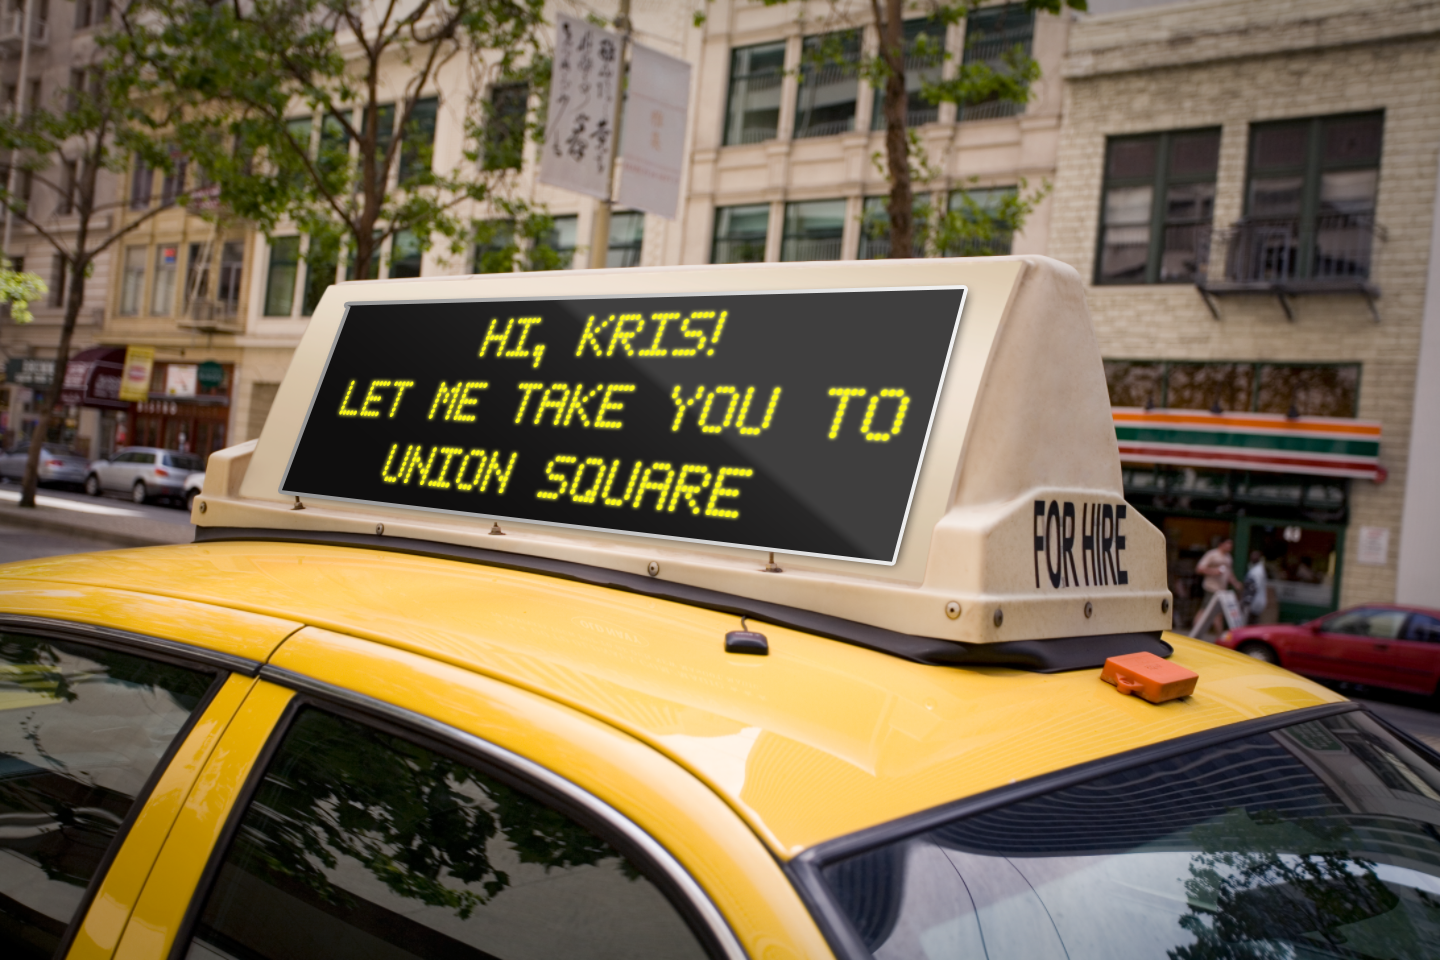 HI, KRIS!
LET ME TAKE YOU TO
UNION SQUARE
FOR HIRE